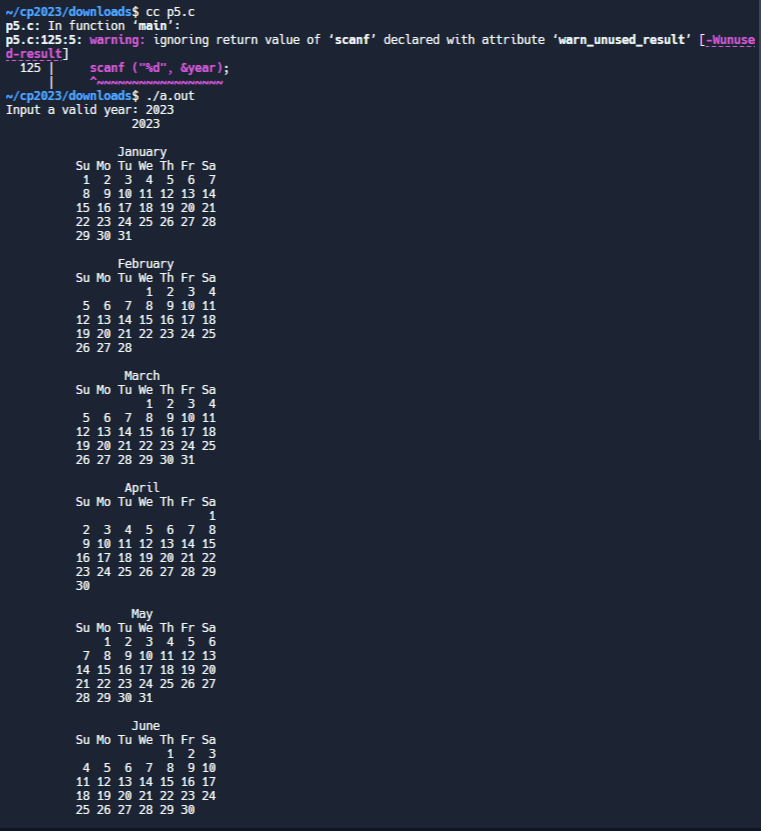 ~/cp2023/downloads$ cc p5.c
p5.c: In function ‘main’:
p5.c:125:5: warning: ignoring return value of ‘scanf’ declared with attribute ‘warn_unused_result’ [-Wunuse
d-result]
  125 |     scanf ("%d", &year);
      |     ^~~~~~~~~~~~~~~~~~~
~/cp2023/downloads$ ./a.out
Input a valid year: 2023
                  2023

                January
          Su Mo Tu We Th Fr Sa
           1  2  3  4  5  6  7
           8  9 10 11 12 13 14
          15 16 17 18 19 20 21
          22 23 24 25 26 27 28
          29 30 31

                February
          Su Mo Tu We Th Fr Sa
                    1  2  3  4
           5  6  7  8  9 10 11
          12 13 14 15 16 17 18
          19 20 21 22 23 24 25
          26 27 28

                 March
          Su Mo Tu We Th Fr Sa
                    1  2  3  4
           5  6  7  8  9 10 11
          12 13 14 15 16 17 18
          19 20 21 22 23 24 25
          26 27 28 29 30 31

                 April
          Su Mo Tu We Th Fr Sa
                             1
           2  3  4  5  6  7  8
           9 10 11 12 13 14 15
          16 17 18 19 20 21 22
          23 24 25 26 27 28 29
          30

                  May
          Su Mo Tu We Th Fr Sa
              1  2  3  4  5  6
           7  8  9 10 11 12 13
          14 15 16 17 18 19 20
          21 22 23 24 25 26 27
          28 29 30 31

                  June
          Su Mo Tu We Th Fr Sa
                       1  2  3
           4  5  6  7  8  9 10
          11 12 13 14 15 16 17
          18 19 20 21 22 23 24
          25 26 27 28 29 30